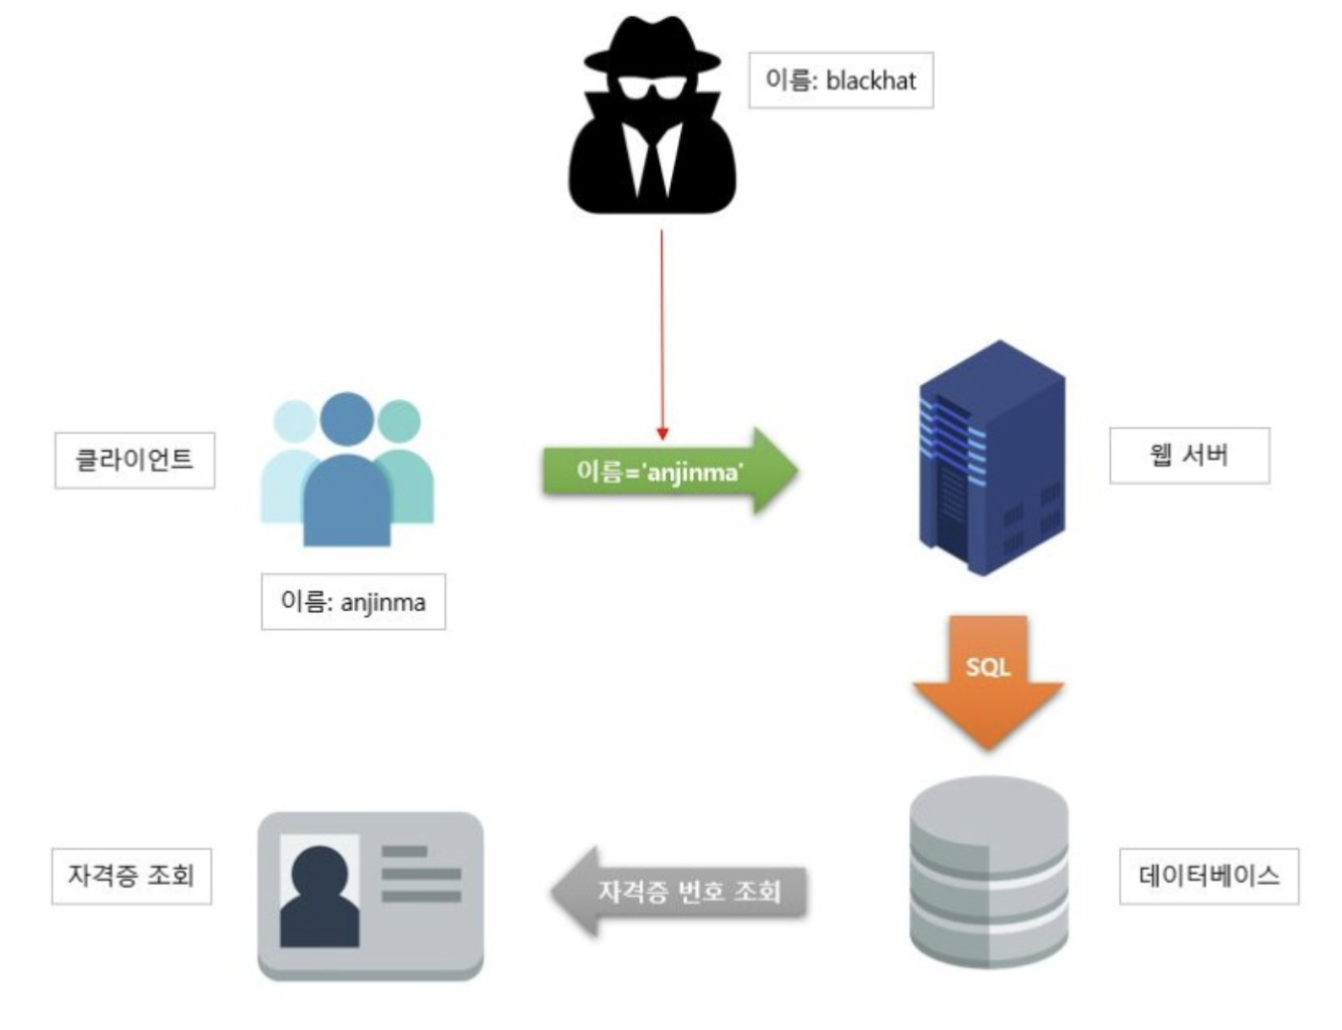 이름: blackhat
클라이언트
이름='anjinma'
웹 서버
이름: anjinma
SQL
자격증 조회
자격증 번호 조회
데이터베이스